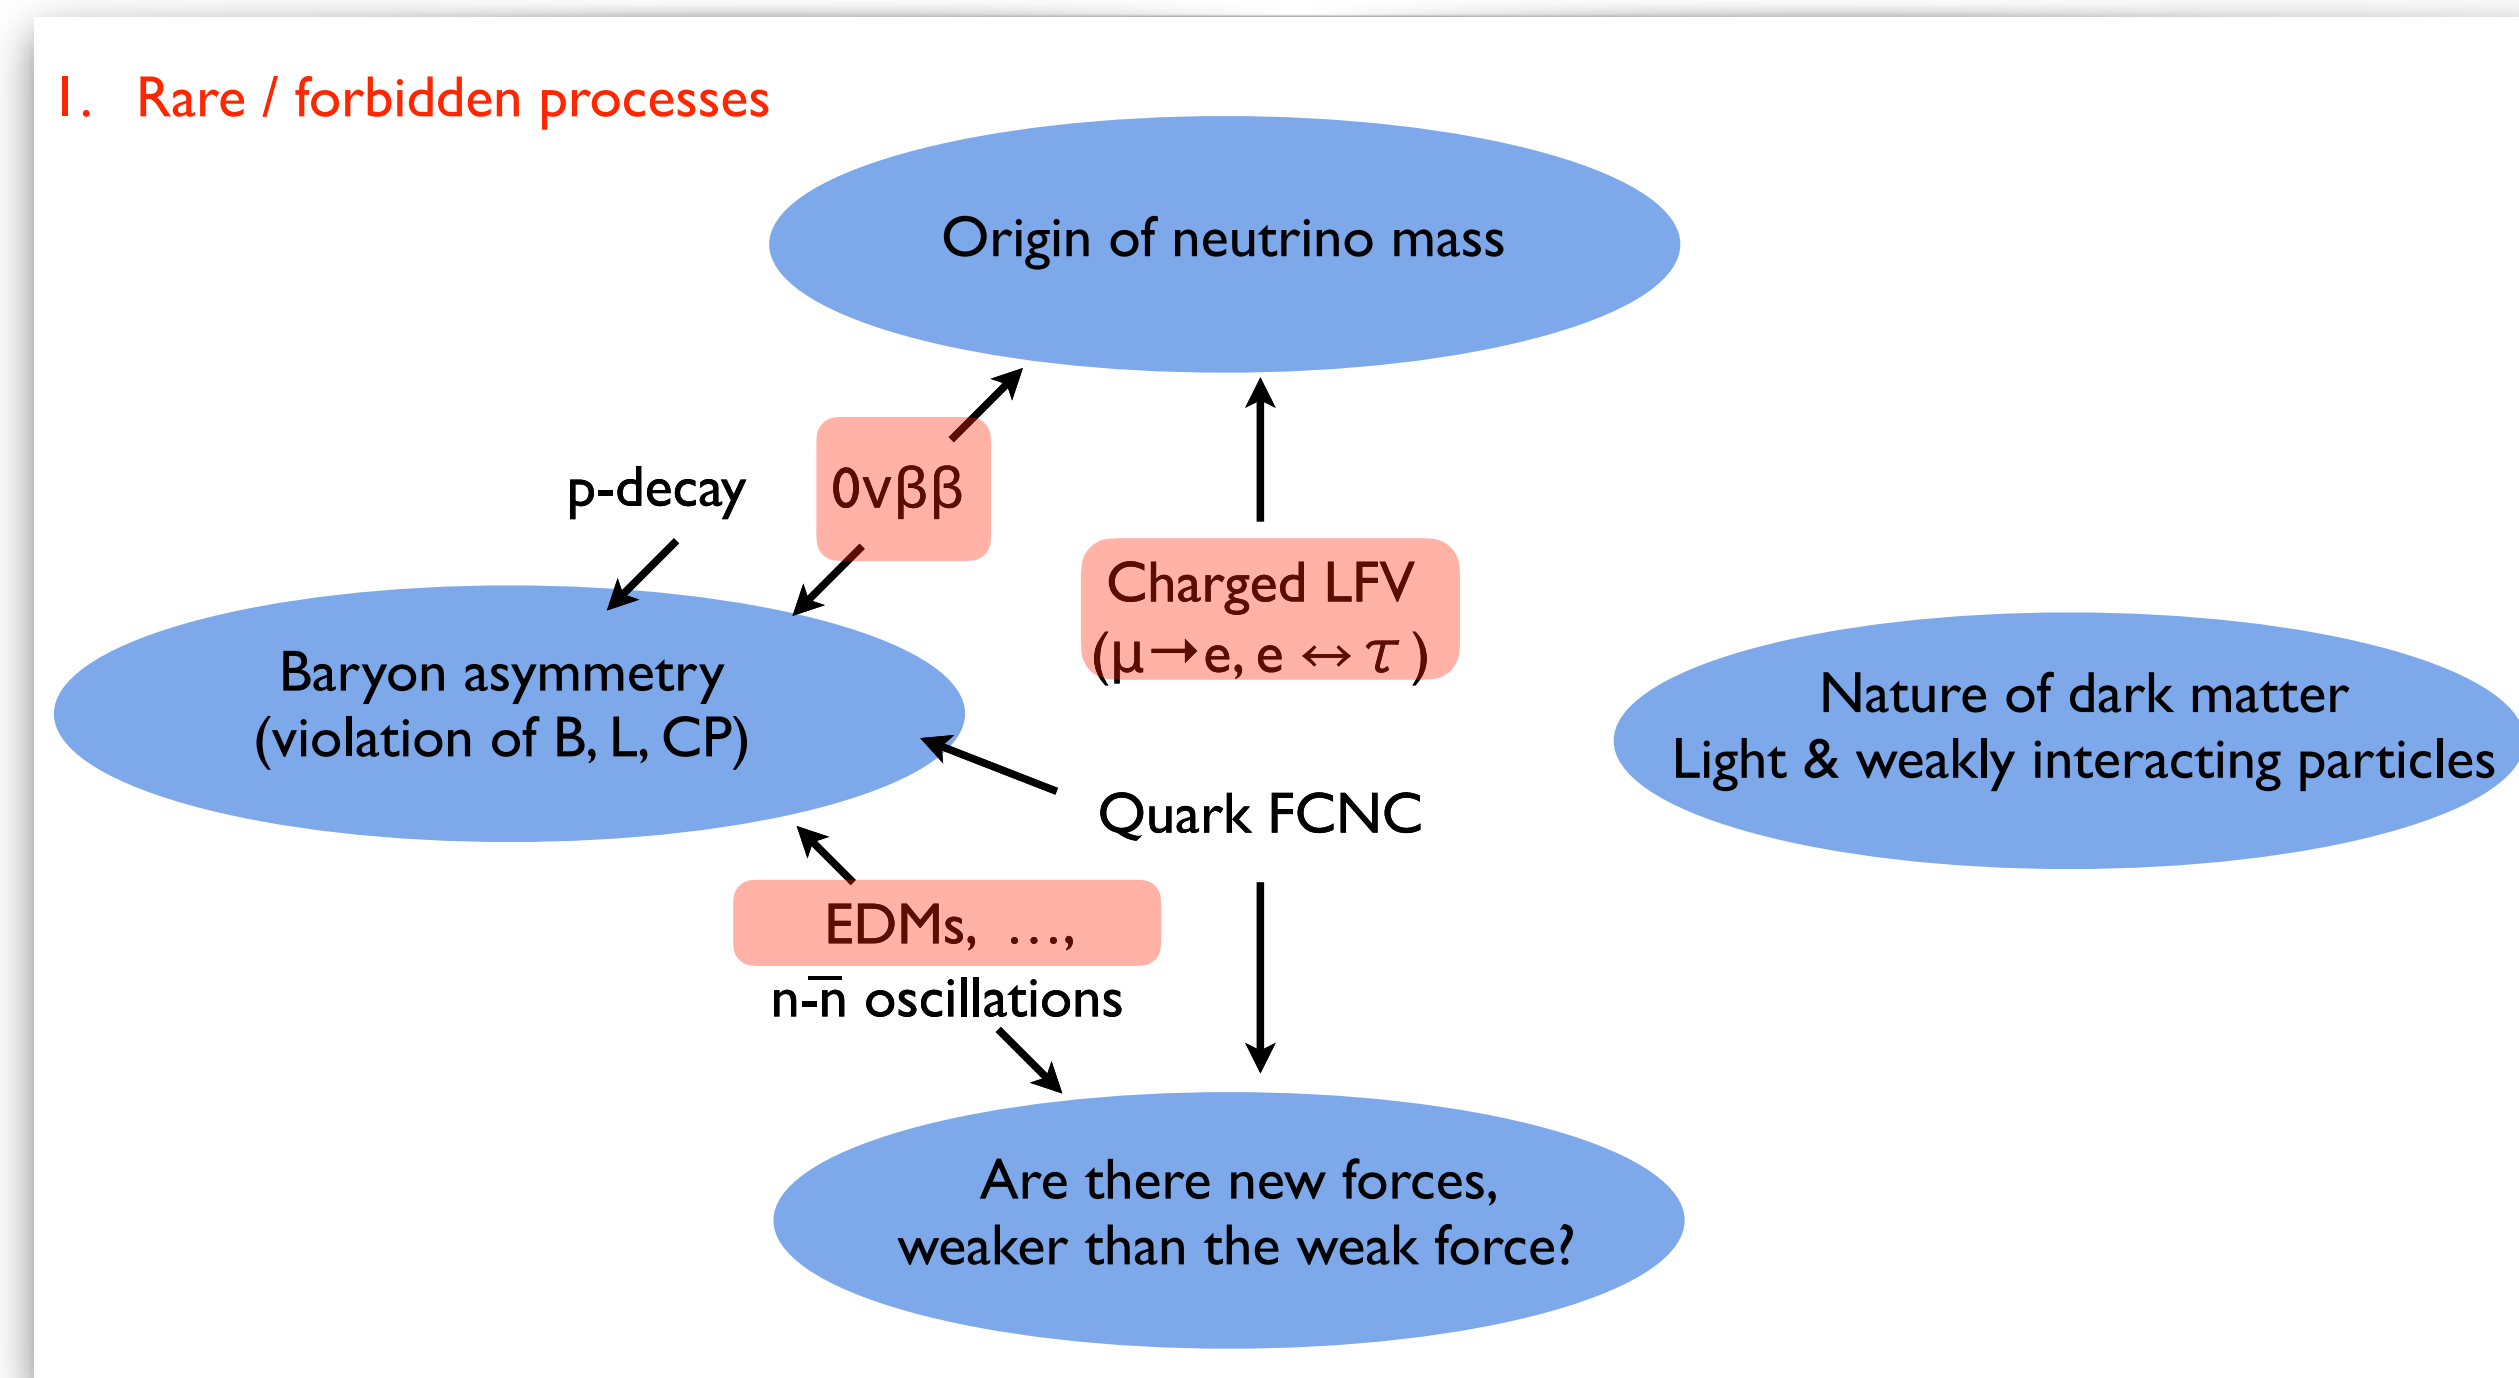 1. Rare / forbidden processes
Origin of neutrino mass
p-decay
0νββ
Charged LFV
(μ→e, e ↔ τ )
Baryon asymmetry
(violation of B, L, CP)
Nature of dark matter
Light & weakly interacting particles
Quark FCNC
EDMs, ….,
n-n̅ oscillations
Are there new forces,
weaker than the weak force?